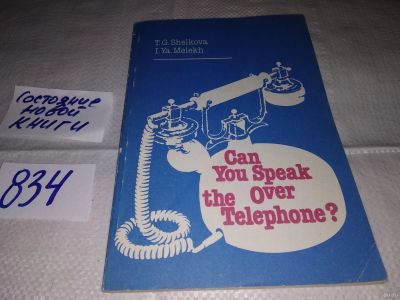 T. G. Shelkova
I. Ya. Melekh
Состояние
новой
книги
834
Can
You Speak
the Over
Telephone?